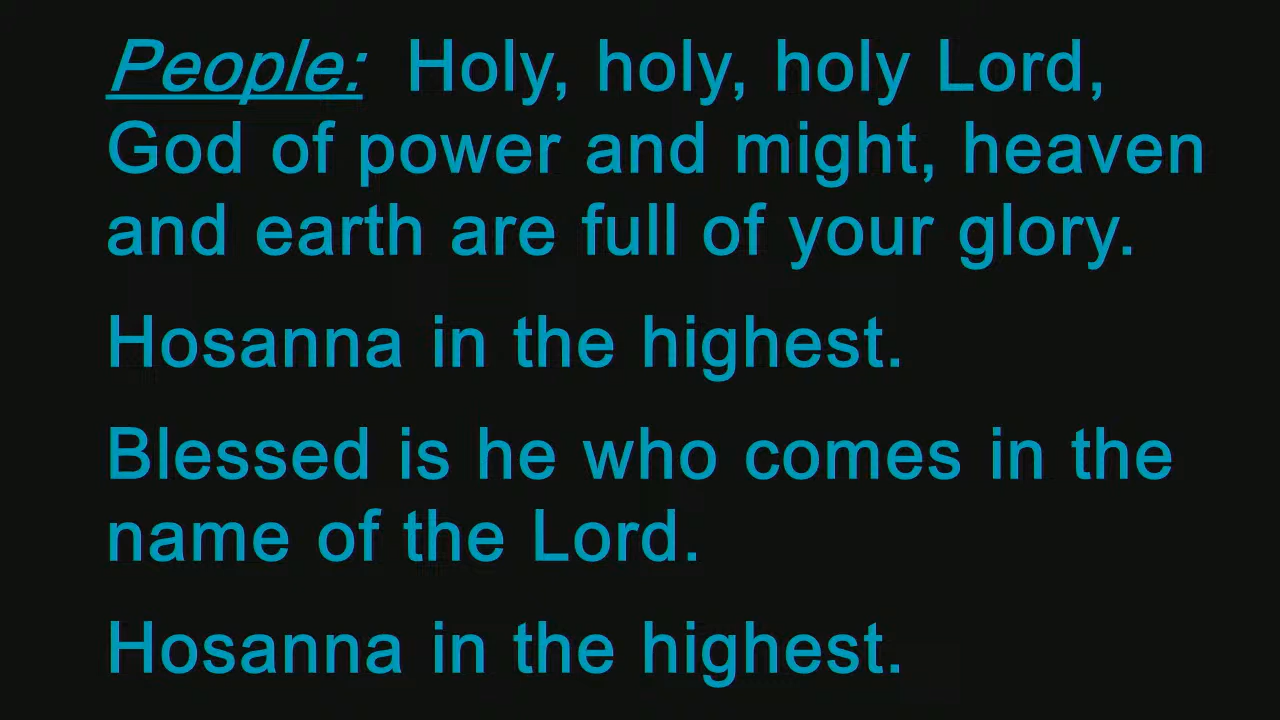 People: Holy, holy, holy Lord,
God of power and might, heaven
and earth are full of your glory.
Hosanna in the highest.
Blessed is he who comes in the
name of the Lord.
Hosanna in the highest.